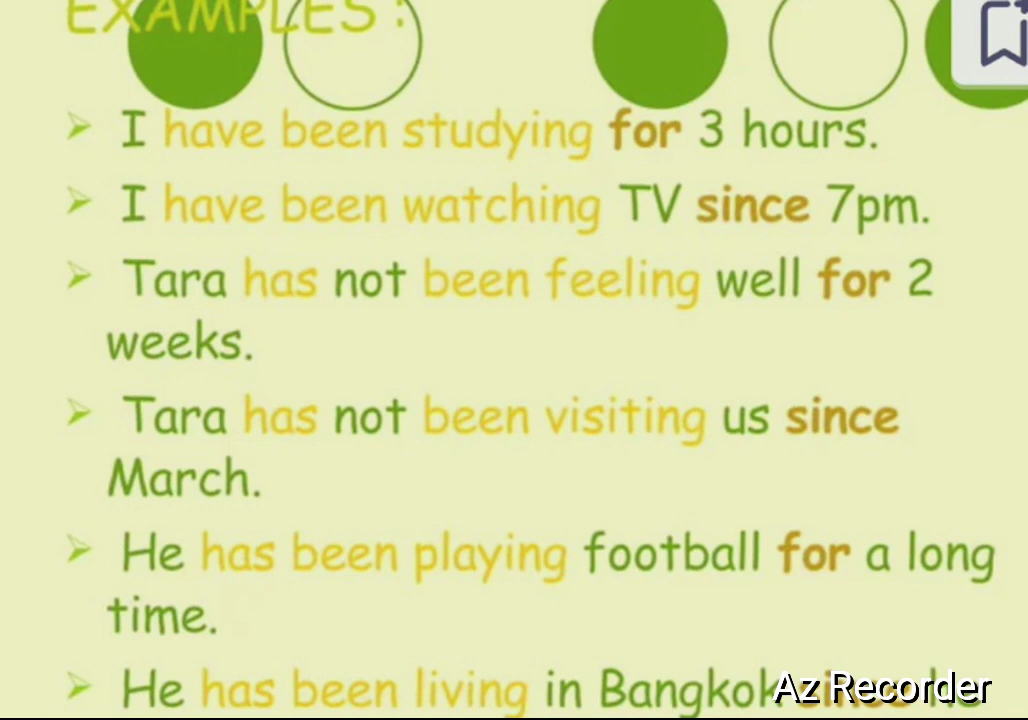 EXAMPLES :
➢ I have been studying for 3 hours.
➢ I have been watching TV since 7pm.
➢ Tara has not been feeling well for 2
weeks.
➢ Tara has not been visiting us since
March.
➢ He has been playing football for a long
time.
➢ He has been living in Bangkok since he
Az Recorder